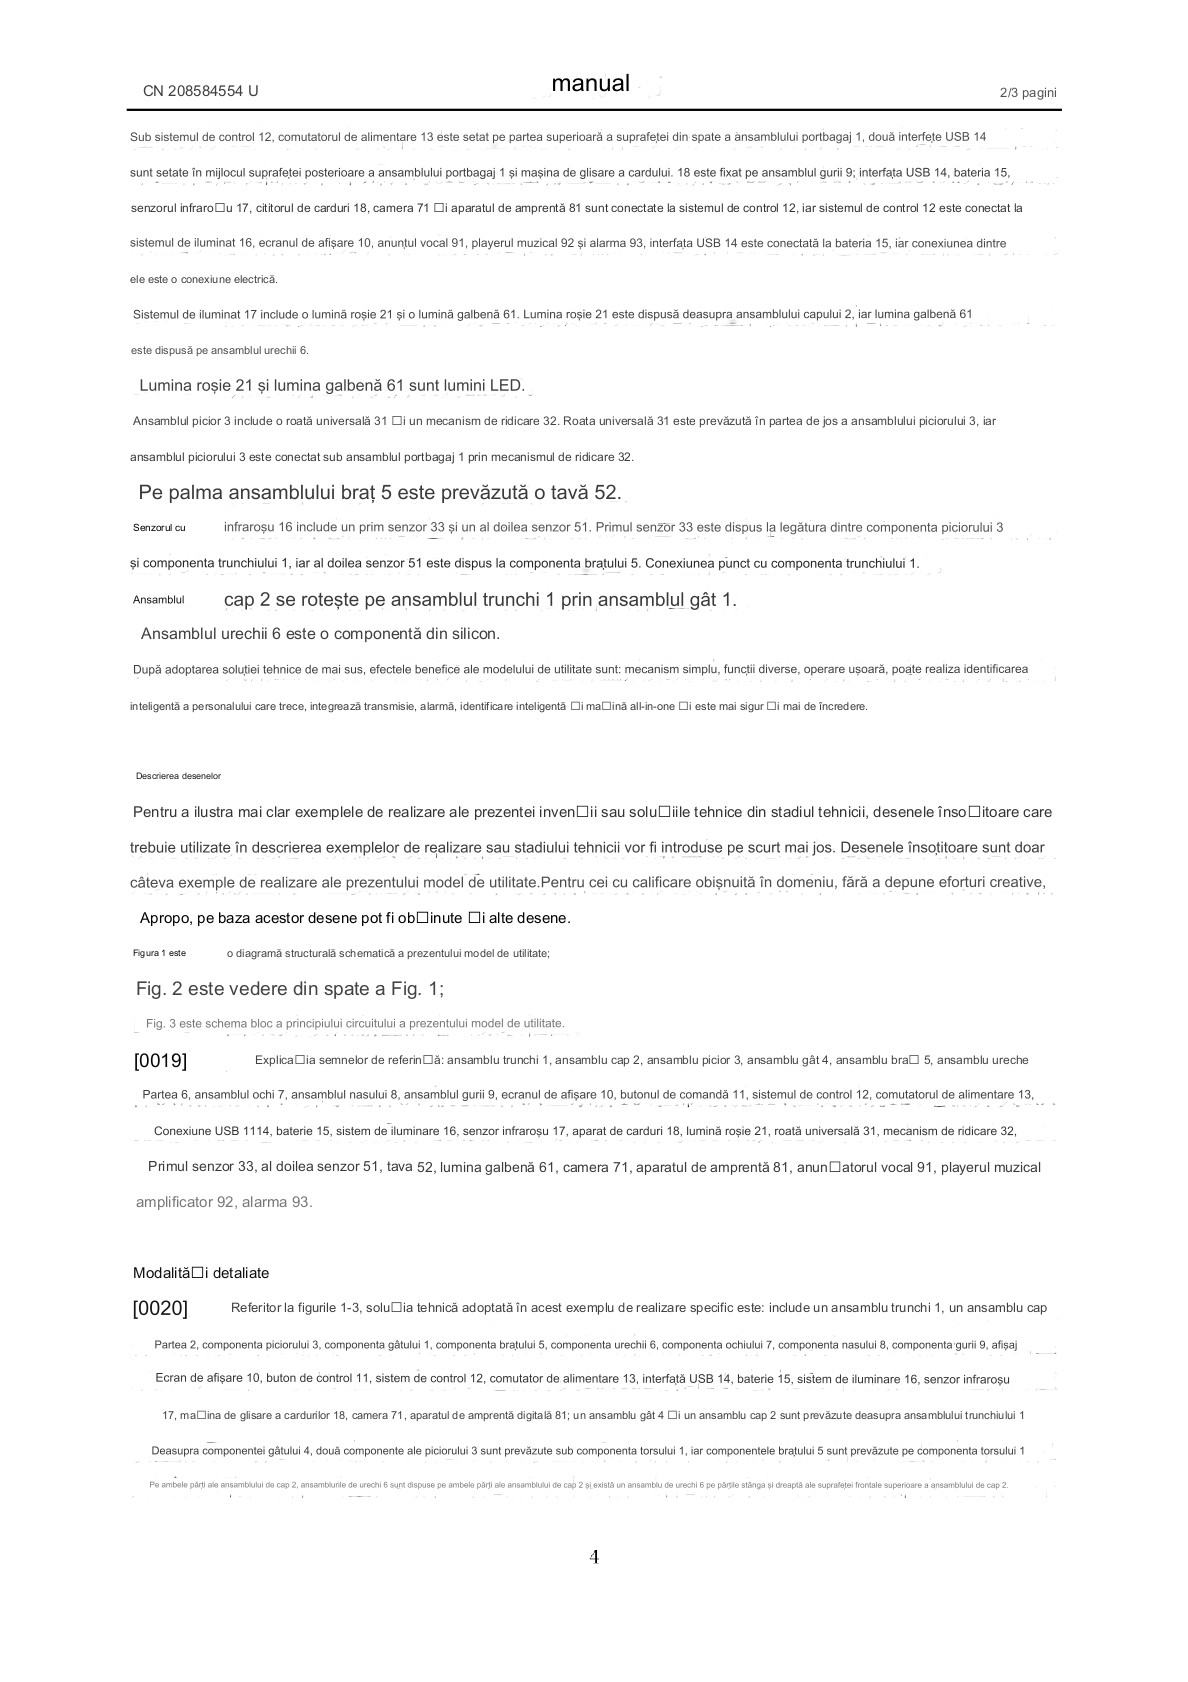 CN 208584554 U
manual
2/3 pagini
Sub sistemul de control 12, comutatorul de alimentare 13 este setat pe partea superioară a suprafeței din spate a ansamblului portbagaj 1, două interfețe USB 14
sunt setate în mijlocul suprafeței posterioare a ansamblului portbagaj 1 și mașina de glisare a cardului. 18 este fixat pe ansamblul gurii 9; interfața USB 14, bateria 15,
senzorul infraro□u 17, cititorul de carduri 18, camera 71 □i aparatul de amprentă 81 sunt conectate la sistemul de control 12, iar sistemul de control 12 este conectat la
sistemul de iluminat 16, ecranul de afișare 10, anunțul vocal 91, playerul muzical 92 și alarma 93, interfața USB 14 este conectată la bateria 15, iar conexiunea dintre
ele este o conexiune electrică.
Sistemul de iluminat 17 include o lumină roșie 21 și o lumină galbenă 61. Lumina roșie 21 este dispusă deasupra ansamblului capului 2, iar lumina galbenă 61
este dispusă pe ansamblul urechii 6.
Lumina roșie 21 și lumina galbenă 61 sunt lumini LED.
Ansamblul picior 3 include o roată universală 31 □i un mecanism de ridicare 32. Roata universală 31 este prevăzută în partea de jos a ansamblului piciorului 3, iar
ansamblul piciorului 3 este conectat sub ansamblul portbagaj 1 prin mecanismul de ridicare 32.
Pe palma ansamblului braț 5 este prevăzută o tavă 52.
Senzorul cu infraroșu 16 include un prim senzor 33 și un al doilea senzor 51. Primul senzor 33 este dispus la legătura dintre componenta piciorului 3
și componenta trunchiului 1, iar al doilea senzor 51 este dispus la componenta brațului 5. Conexiunea punct cu componenta trunchiului 1.
Ansamblul cap 2 se rotește pe ansamblul trunchi 1 prin ansamblul gât 1.
Ansamblul urechii 6 este o componentă din silicon.
După adoptarea soluției tehnice de mai sus, efectele benefice ale modelului de utilitate sunt: mecanism simplu, funcții diverse, operare ușoară, poate realiza identificarea
inteligentă a personalului care trece, integrează transmisie, alarmă, identificare inteligentă □i ma□ină all-in-one □i este mai sigur □i mai de încredere.
Descrierea desenelor
Pentru a ilustra mai clar exemplele de realizare ale prezentei inven□ii sau solu□iile tehnice din stadiul tehnicii, desenele înso□itoare care
trebuie utilizate în descrierea exemplelor de realizare sau stadiului tehnicii vor fi introduse pe scurt mai jos. Desenele însoțitoare sunt doar
câteva exemple de realizare ale prezentului model de utilitate.Pentru cei cu calificare obișnuită în domeniu, fără a depune eforturi creative,
Apropo, pe baza acestor desene pot fi ob□inute □i alte desene.
Figura 1 este o diagramă structurală schematică a prezentului model de utilitate;
Fig. 2 este vedere din spate a Fig. 1;
Fig. 3 este schema bloc a principiului circuitului a prezentului model de utilitate.
[0019] Explica□ia semnelor de referin□ă: ansamblu trunchi 1, ansamblu cap 2, ansamblu picior 3, ansamblu gât 4, ansamblu bra□ 5, ansamblu ureche
Partea 6, ansamblul ochi 7, ansamblul nasului 8, ansamblul gurii 9, ecranul de afișare 10, butonul de comandă 11, sistemul de control 12, comutatorul de alimentare 13,
Conexiune USB 1114, baterie 15, sistem de iluminare 16, senzor infraroșu 17, aparat de carduri 18, lumină roșie 21, roată universală 31, mecanism de ridicare 32,
Primul senzor 33, al doilea senzor 51, tava 52, lumina galbenă 61, camera 71, aparatul de amprentă 81, anun□atorul vocal 91, playerul muzical
amplificator 92, alarma 93.
Modalită□i detaliate
[0020] Referitor la figurile 1-3, solu□ia tehnică adoptată în acest exemplu de realizare specific este: include un ansamblu trunchi 1, un ansamblu cap
Partea 2, componenta piciorului 3, componenta gâtului 1, componenta brațului 5, componenta urechii 6, componenta ochiului 7, componenta nasului 8, componenta gurii 9, afișaj
Ecran de afișare 10, buton de control 11, sistem de control 12, comutator de alimentare 13, interfață USB 14, baterie 15, sistem de iluminare 16, senzor infraroșu
17, ma□ina de glisare a cardurilor 18, camera 71, aparatul de amprentă digitală 81; un ansamblu gât 4 □i un ansamblu cap 2 sunt prevăzute deasupra ansamblului trunchiului 1
Deasupra componentei gâtului 4, două componente ale piciorului 3 sunt prevăzute sub componenta torsului 1, iar componentele brațului 5 sunt prevăzute pe componenta torsului 1
Pe ambele părți ale ansamblului de cap 2, ansamblurile de urechi 6 sunt dispuse pe ambele părți ale ansamblului de cap 2 și există un ansamblu de urechi 6 pe părțile stânga și dreaptă ale suprafeței frontale superioare a ansamblului de cap 2.
4